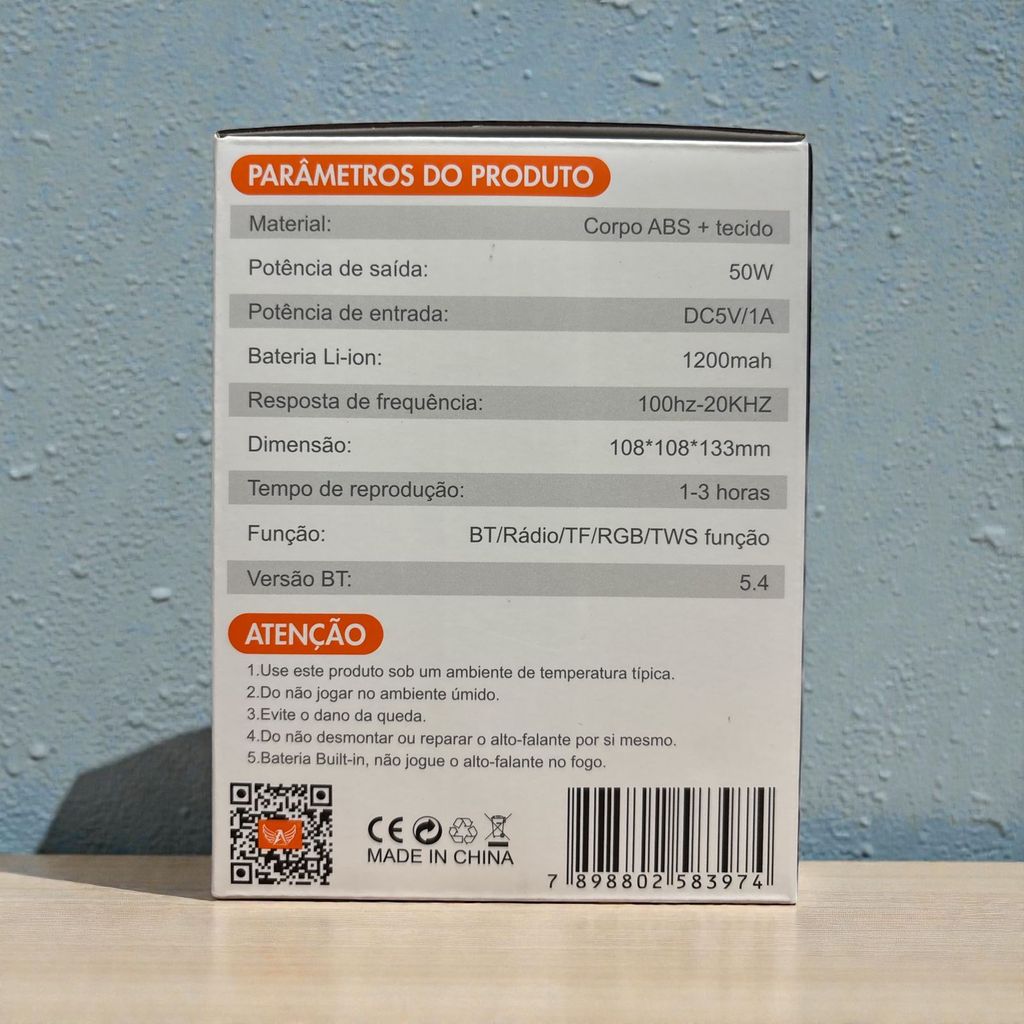 PARÂMETROS DO PRODUTO
Material: Corpo ABS + tecido
Potência de saída: 50W
Potência de entrada: DC5V/1A
Bateria Li-ion: 1200mah
Resposta de frequência: 100hz-20KHZ
Dimensão: 108*108*133mm
Tempo de reprodução: 1-3 horas
Função: BT/Rádio/TF/RGB/TWS função
Versão BT: 5.4
ATENÇÃO
1.Use este produto sob um ambiente de temperatura típica.
2.Do não jogar no ambiente úmido.
3.Evite o dano da queda.
4.Do não desmontar ou reparar o alto-falante por si mesmo.
5.Bateria Built-in, não jogue o alto-falante no fogo.
A
CE
MADE IN CHINA
7 898802 583974